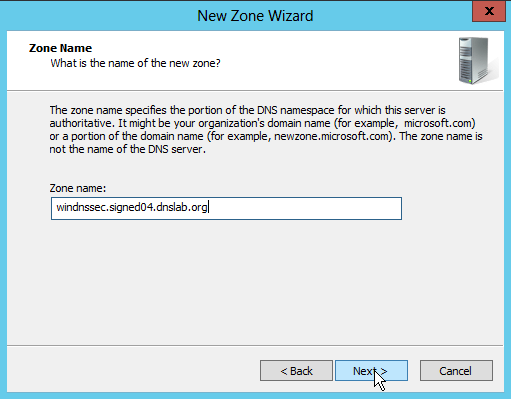 New Zone Wizard
X
Zone Name
What is the name of the new zone?
The zone name specifies the portion of the DNS namespace for which this server is
authoritative. It might be your organization's domain name (for example,  microsoft.com)
or a portion of the domain name (for example, newzone.microsoft.com). The zone name is
not the name of the DNS server.
Zone name:
windnssec.signed04.dnslab.org
< Back Next > Cancel